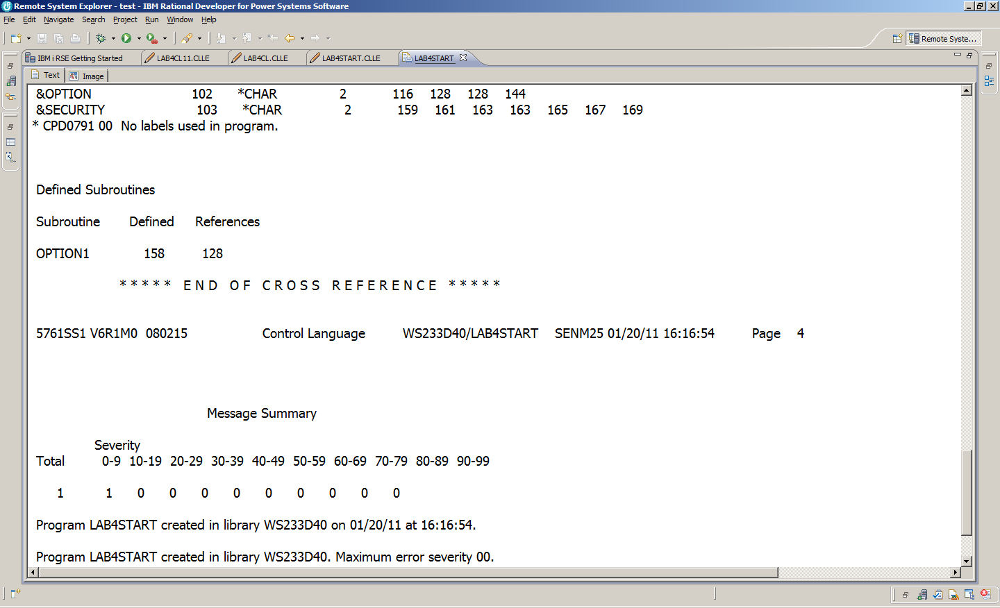 Remote System Explorer - test - IBM Rational Developer for Power Systems Software
File Edit Navigate Search Project Run Window Help
Remote Syste...
IBM i RSE Getting Started LAB4CL11.CLLE LAB4CL.CLLE LAB4START.CLLE LAB4START
Text Image
&OPTION 102 *CHAR 2 116 128 128 144
&SECURITY 103 *CHAR 2 159 161 163 163 165 167 169
* CPD0791 00 No labels used in program.
Defined Subroutines
Subroutine Defined References
OPTION1 158 128
* * * * * E N D O F C R O S S R E F E R E N C E * * * * *
5761SS1 V6R1M0 080215 Control Language WS233D40/LAB4START SENM25 01/20/11 16:16:54 Page 4
Message Summary
Severity
Total 0-9 10-19 20-29 30-39 40-49 50-59 60-69 70-79 80-89 90-99
1 1 0 0 0 0 0 0 0 0 0
Program LAB4START created in library WS233D40 on 01/20/11 at 16:16:54.
Program LAB4START created in library WS233D40. Maximum error severity 00.